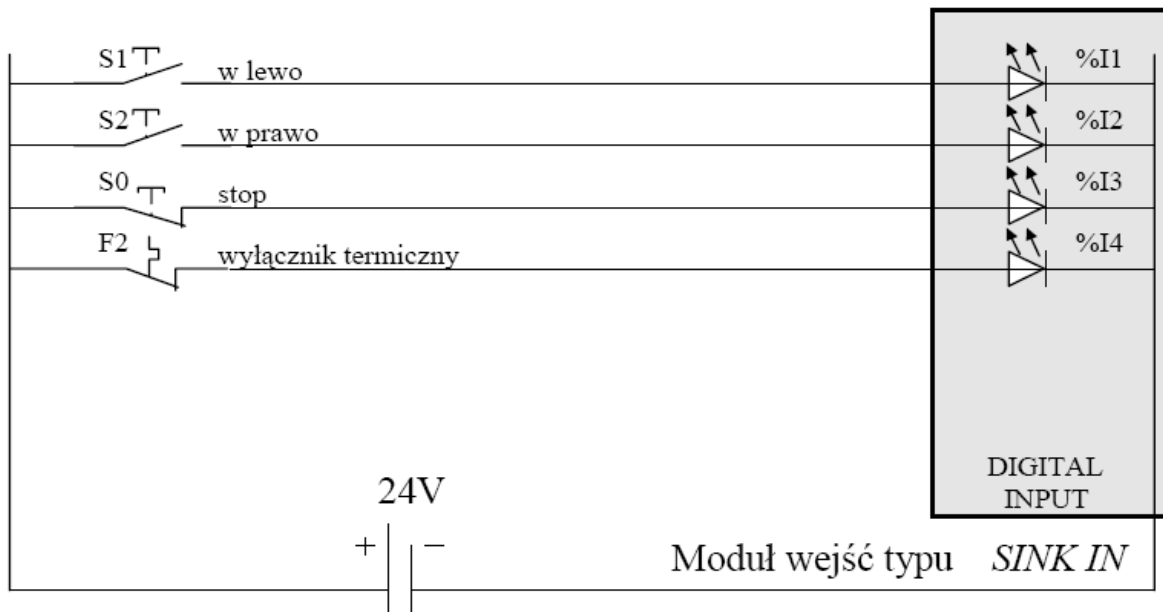 S1 w lewo %I1
S2 w prawo %I2
S0 stop %I3
F2 wyłącznik termiczny %I4
DIGITAL
INPUT
24V
+ −
Moduł wejść typu SINK IN